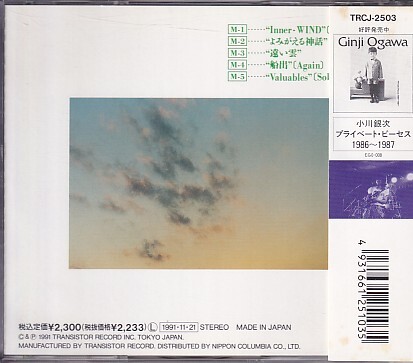 M-1……“Inner-WIND”〔
M-2……“よみがえる神話”
M-3……“遠い雲”
M-4……“船出”〔Again〕
M-5……“Valuables”〔Sol
TRCJ-2503
好評発売中
Ginji Ogawa
小川銀次
プライベート・ピーセス
1986〜1987
EGC-008
税込定価¥2,300(税抜価格¥2,233) Ⓛ 1991・11・21 STEREO MADE IN JAPAN
©&Ⓟ 1991 TRANSISTOR RECORD INC. TOKYO JAPAN.
MANUFACTURED BY TRANSISTOR RECORD. DISTRIBUTED BY NIPPON COLUMBIA CO., LTD.
4931661251035